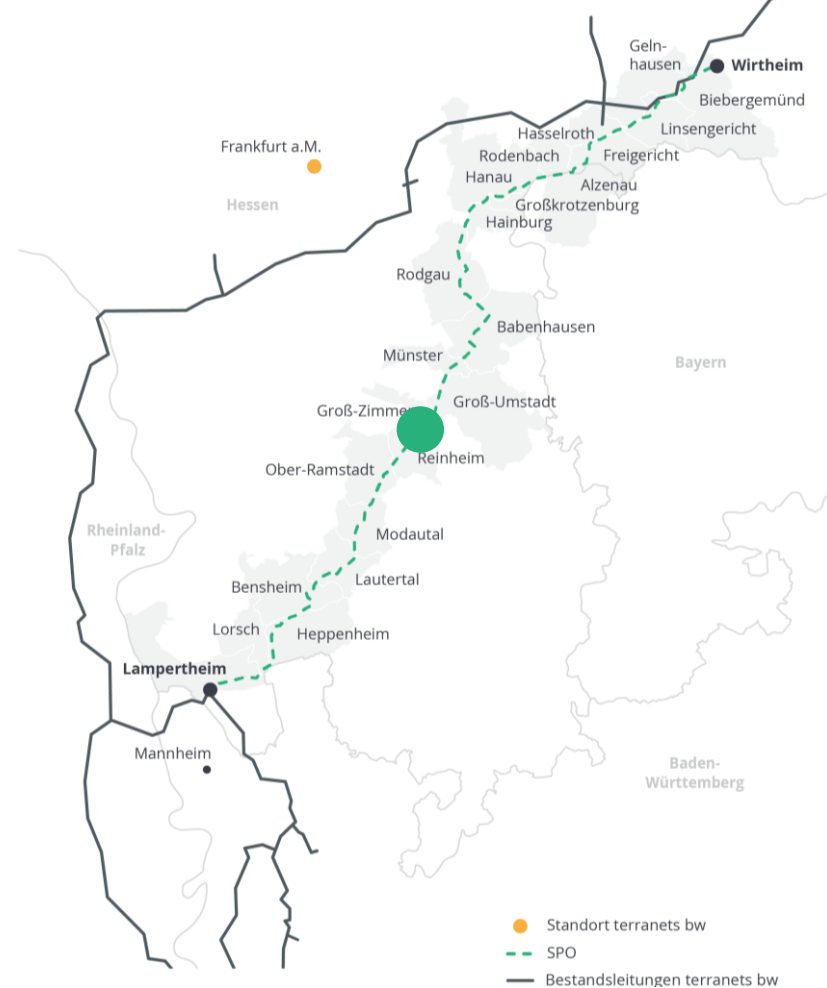 Geln-
hausen
Wirtheim
Biebergemünd
Linsengericht
Hasselroth
Frankfurt a.M.
Rodenbach
Freigericht
Hanau
Alzenau
Hessen
Großkrotzenburg
Hainburg
Rodgau
Babenhausen
Münster
Bayern
Groß-Umstadt
Groß-Zimme
Reinheim
Ober-Ramstadt
Rheinland-
Pfalz
Modautal
Lautertal
Bensheim
Lorsch
Heppenheim
Lampertheim
Mannheim
Baden-
Württemberg
Standort terranets bw
SPO
Bestandsleitungen terranets bw